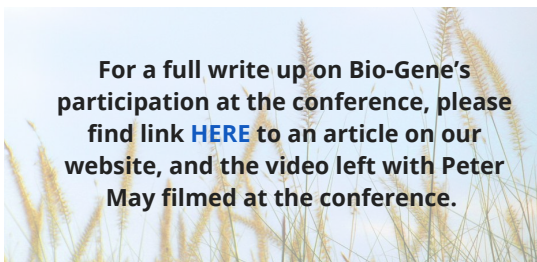 For a full write up on Bio-Gene’s
participation at the conference, please
find link HERE to an article on our
website, and the video left with Peter
May filmed at the conference.